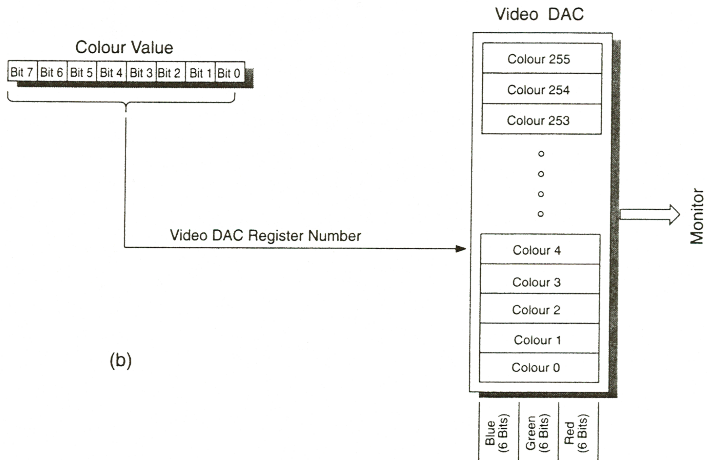 Video DAC
Colour Value
Bit 7 Bit 6 Bit 5 Bit 4 Bit 3 Bit 2 Bit 1 Bit 0
Colour 255
Colour 254
Colour 253
Monitor
Video DAC Register Number
Colour 4
Colour 3
Colour 2
Colour 1
Colour 0
(b)
Blue
(6 Bits)
Green
(6 Bits)
Red
(6 Bits)